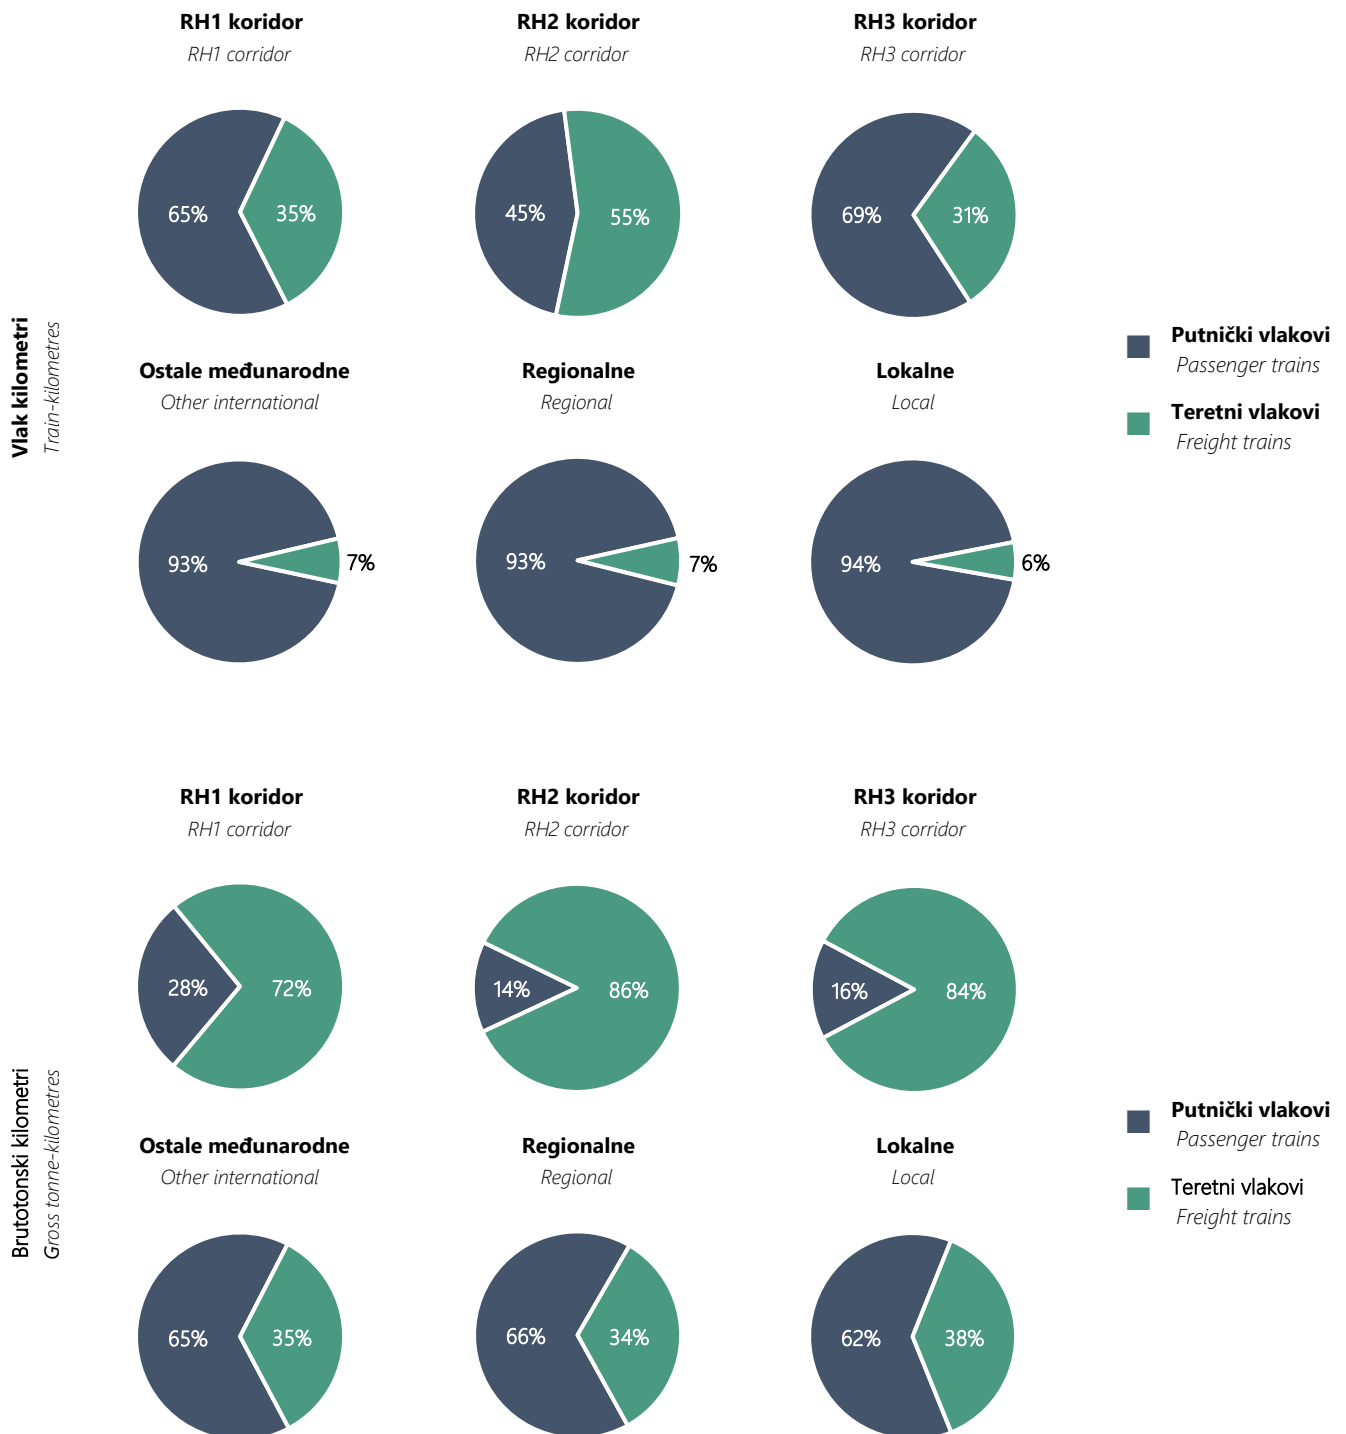 RH1 koridor
RH1 corridor
RH2 koridor
RH2 corridor
RH3 koridor
RH3 corridor
65%
35%
45%
55%
69%
31%
Vlak kilometri
Train-kilometres
Ostale međunarodne
Other international
Regionalne
Regional
Lokalne
Local
Putnički vlakovi
Passenger trains
Teretni vlakovi
Freight trains
93%
7%
93%
7%
94%
6%
RH1 koridor
RH1 corridor
RH2 koridor
RH2 corridor
RH3 koridor
RH3 corridor
28%
72%
14%
86%
16%
84%
Brutotonski kilometri
Gross tonne-kilometres
Ostale međunarodne
Other international
Regionalne
Regional
Lokalne
Local
Putnički vlakovi
Passenger trains
Teretni vlakovi
Freight trains
65%
35%
66%
34%
62%
38%